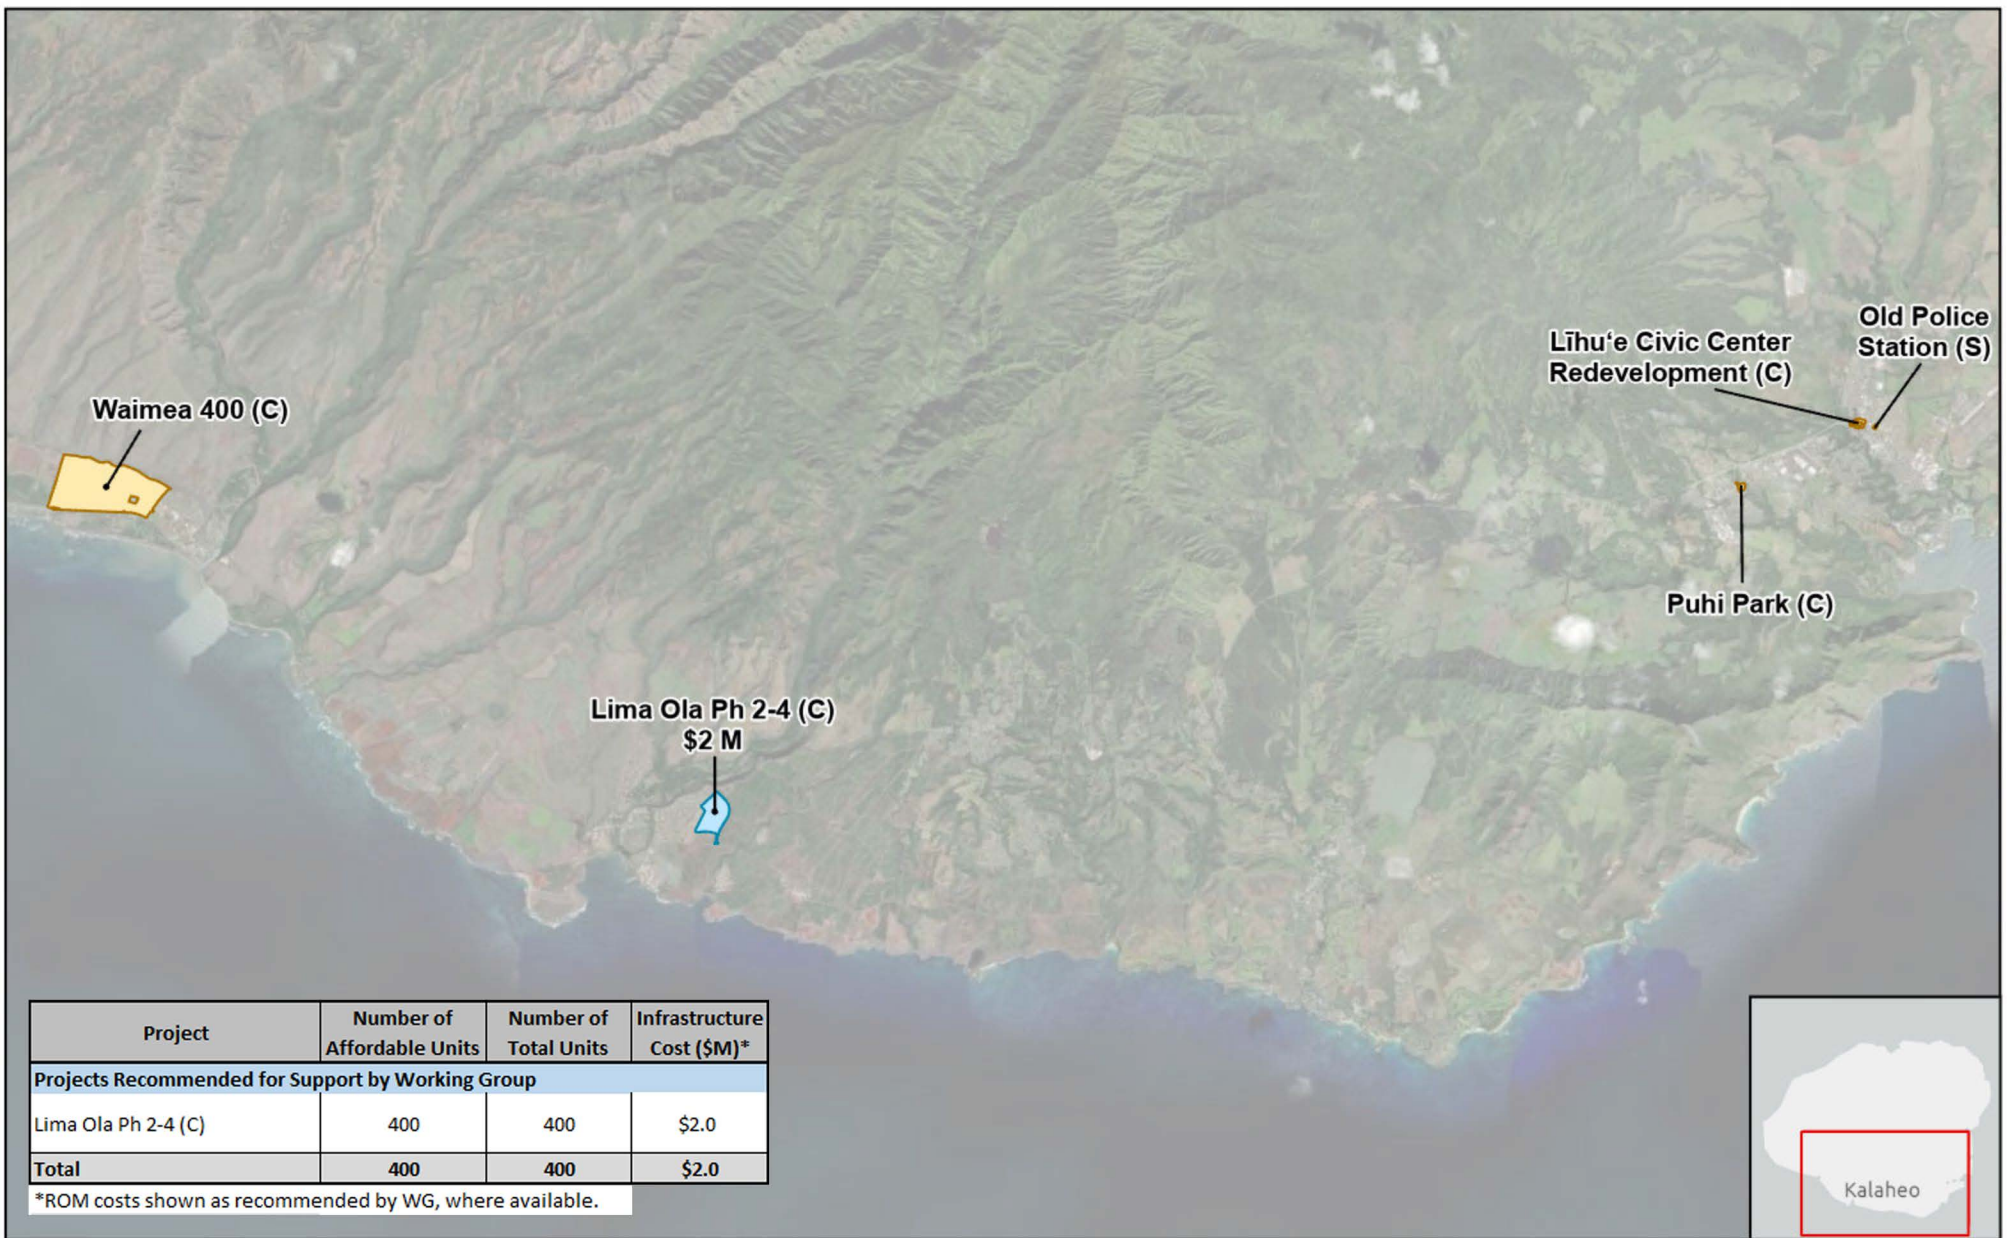 Old Police
Station (S)
Līhuʻe Civic Center
Redevelopment (C)
Waimea 400 (C)
Puhi Park (C)
Lima Ola Ph 2-4 (C)
$2 M
Project
Number of
Affordable Units
Number of
Total Units
Infrastructure
Cost ($M)*
Projects Recommended for Support by Working Group
Lima Ola Ph 2-4 (C) 400 400 $2.0
Total 400 400 $2.0
*ROM costs shown as recommended by WG, where available.
Kalaheo